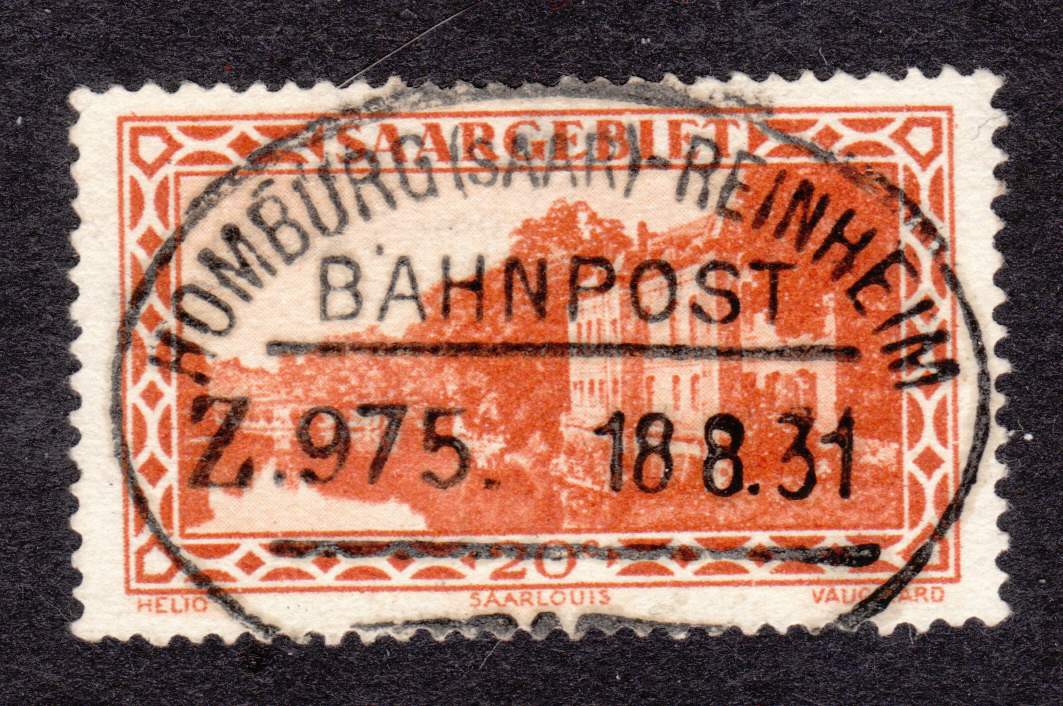 SAARGEBIET
HOMBURG (SAAR)-REINHEIM
BAHNPOST
Z.975. 18 8.31
20 c.
HELIO SAARLOUIS VAUGIRARD